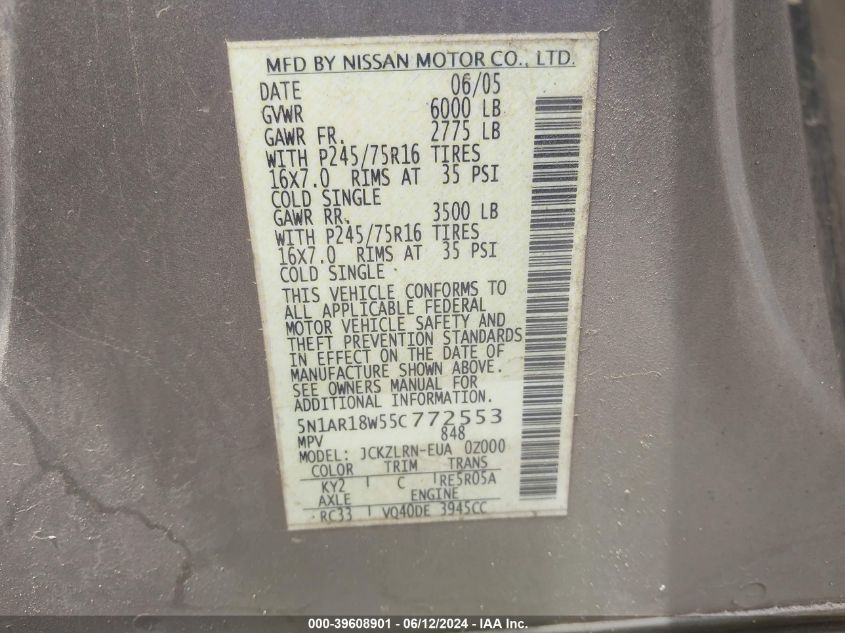 MFD BY NISSAN MOTOR CO., LTD.
DATE 06/05
GVWR 6000 LB
GAWR FR. 2775 LB
WITH P245/75R16 TIRES
16X7.0 RIMS AT 35 PSI
COLD SINGLE
GAWR RR. 3500 LB
WITH P245/75R16 TIRES
16X7.0 RIMS AT 35 PSI
COLD SINGLE
THIS VEHICLE CONFORMS TO
ALL APPLICABLE FEDERAL
MOTOR VEHICLE SAFETY AND
THEFT PREVENTION STANDARDS
IN EFFECT ON THE DATE OF
MANUFACTURE SHOWN ABOVE.
SEE OWNERS MANUAL FOR
ADDITIONAL INFORMATION.
5N1AR18W55C772553
MPV 848
MODEL: JCKZLRN-EUA 0Z000
COLOR TRIM TRANS
KY2 C RE5R05A
AXLE ENGINE
RC33 VQ40DE 3945CC
000-39608901 - 06/12/2024 - IAA Inc.